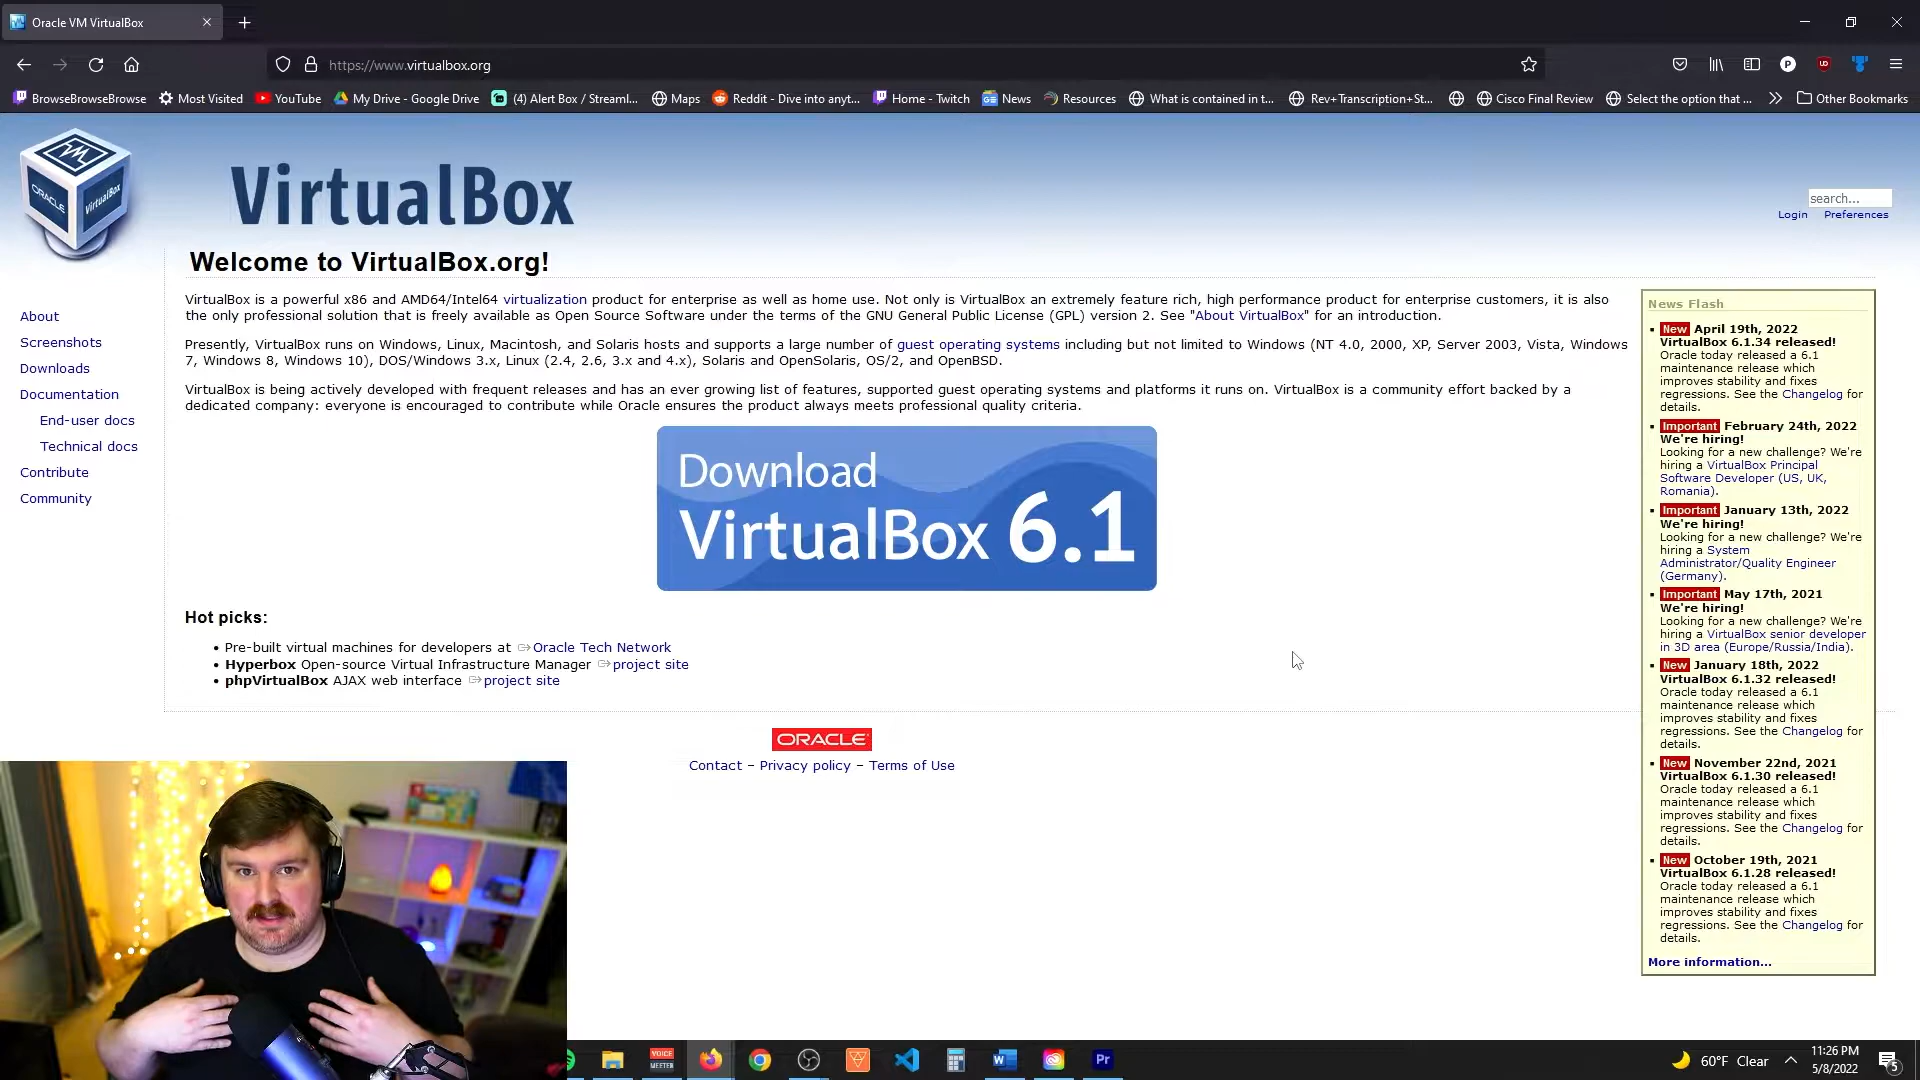 Oracle VM VirtualBox
https://www.virtualbox.org
BrowseBrowseBrowse
Most Visited
YouTube
My Drive - Google Drive
(4) Alert Box / Streaml...
Maps
Reddit - Dive into anyt...
Home - Twitch
News
Resources
What is contained in t...
Rev+Transcription+St...
Cisco Final Review
Select the option that ...
Other Bookmarks
ORACLE
VirtualBox
VirtualBox
search...
Login Preferences
Welcome to VirtualBox.org!
About
Screenshots
Downloads
Documentation
End-user docs
Technical docs
Contribute
Community
VirtualBox is a powerful x86 and AMD64/Intel64 virtualization product for enterprise as well as home use. Not only is VirtualBox an extremely feature rich, high performance product for enterprise customers, it is also
the only professional solution that is freely available as Open Source Software under the terms of the GNU General Public License (GPL) version 2. See "About VirtualBox" for an introduction.
Presently, VirtualBox runs on Windows, Linux, Macintosh, and Solaris hosts and supports a large number of guest operating systems including but not limited to Windows (NT 4.0, 2000, XP, Server 2003, Vista, Windows
7, Windows 8, Windows 10), DOS/Windows 3.x, Linux (2.4, 2.6, 3.x and 4.x), Solaris and OpenSolaris, OS/2, and OpenBSD.
VirtualBox is being actively developed with frequent releases and has an ever growing list of features, supported guest operating systems and platforms it runs on. VirtualBox is a community effort backed by a
dedicated company: everyone is encouraged to contribute while Oracle ensures the product always meets professional quality criteria.
Download
VirtualBox 6.1
Hot picks:
• Pre-built virtual machines for developers at Oracle Tech Network
• Hyperbox Open-source Virtual Infrastructure Manager project site
• phpVirtualBox AJAX web interface project site
ORACLE
Contact – Privacy policy – Terms of Use
News Flash
New April 19th, 2022
VirtualBox 6.1.34 released!
Oracle today released a 6.1
maintenance release which
improves stability and fixes
regressions. See the Changelog for
details.
Important February 24th, 2022
We're hiring!
Looking for a new challenge? We're
hiring a VirtualBox Principal
Software Developer (US, UK,
Romania).
Important January 13th, 2022
We're hiring!
Looking for a new challenge? We're
hiring a System
Administrator/Quality Engineer
(Germany).
Important May 17th, 2021
We're hiring!
Looking for a new challenge? We're
hiring a VirtualBox senior developer
in 3D area (Europe/Russia/India).
New January 18th, 2022
VirtualBox 6.1.32 released!
Oracle today released a 6.1
maintenance release which
improves stability and fixes
regressions. See the Changelog for
details.
New November 22nd, 2021
VirtualBox 6.1.30 released!
Oracle today released a 6.1
maintenance release which
improves stability and fixes
regressions. See the Changelog for
details.
New October 19th, 2021
VirtualBox 6.1.28 released!
Oracle today released a 6.1
maintenance release which
improves stability and fixes
regressions. See the Changelog for
details.
More information...
VOICE
MEETER
W
Pr
60°F Clear
11:26 PM
5/8/2022
5